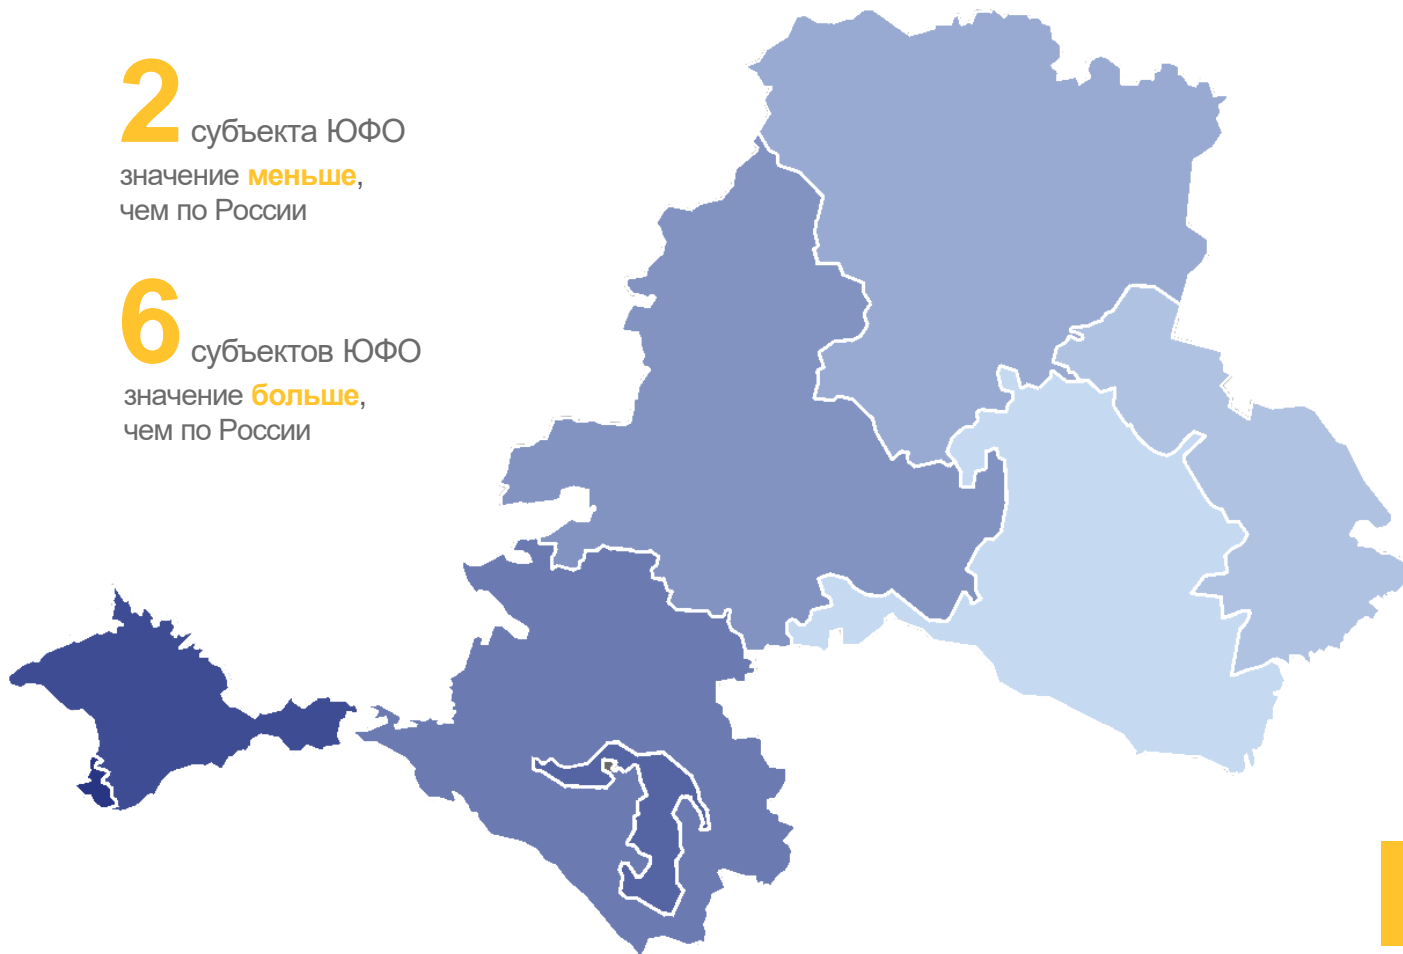 2 субъекта ЮФО
значение меньше,
чем по России
6 субъектов ЮФО
значение больше,
чем по России